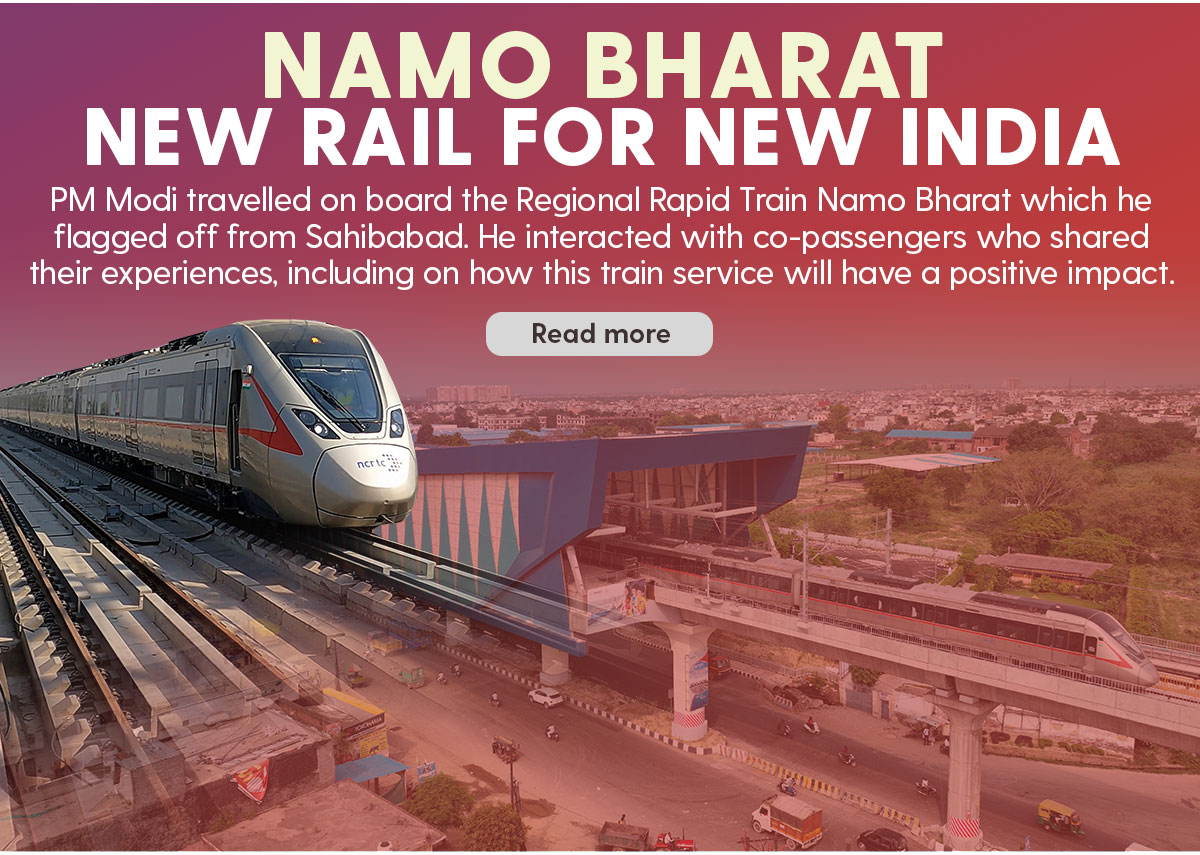 NAMO BHARAT
NEW RAIL FOR NEW INDIA
PM Modi travelled on board the Regional Rapid Train Namo Bharat which he
flagged off from Sahibabad. He interacted with co-passengers who shared
their experiences, including on how this train service will have a positive impact.
Read more
ncrtc
YOKOHAMA